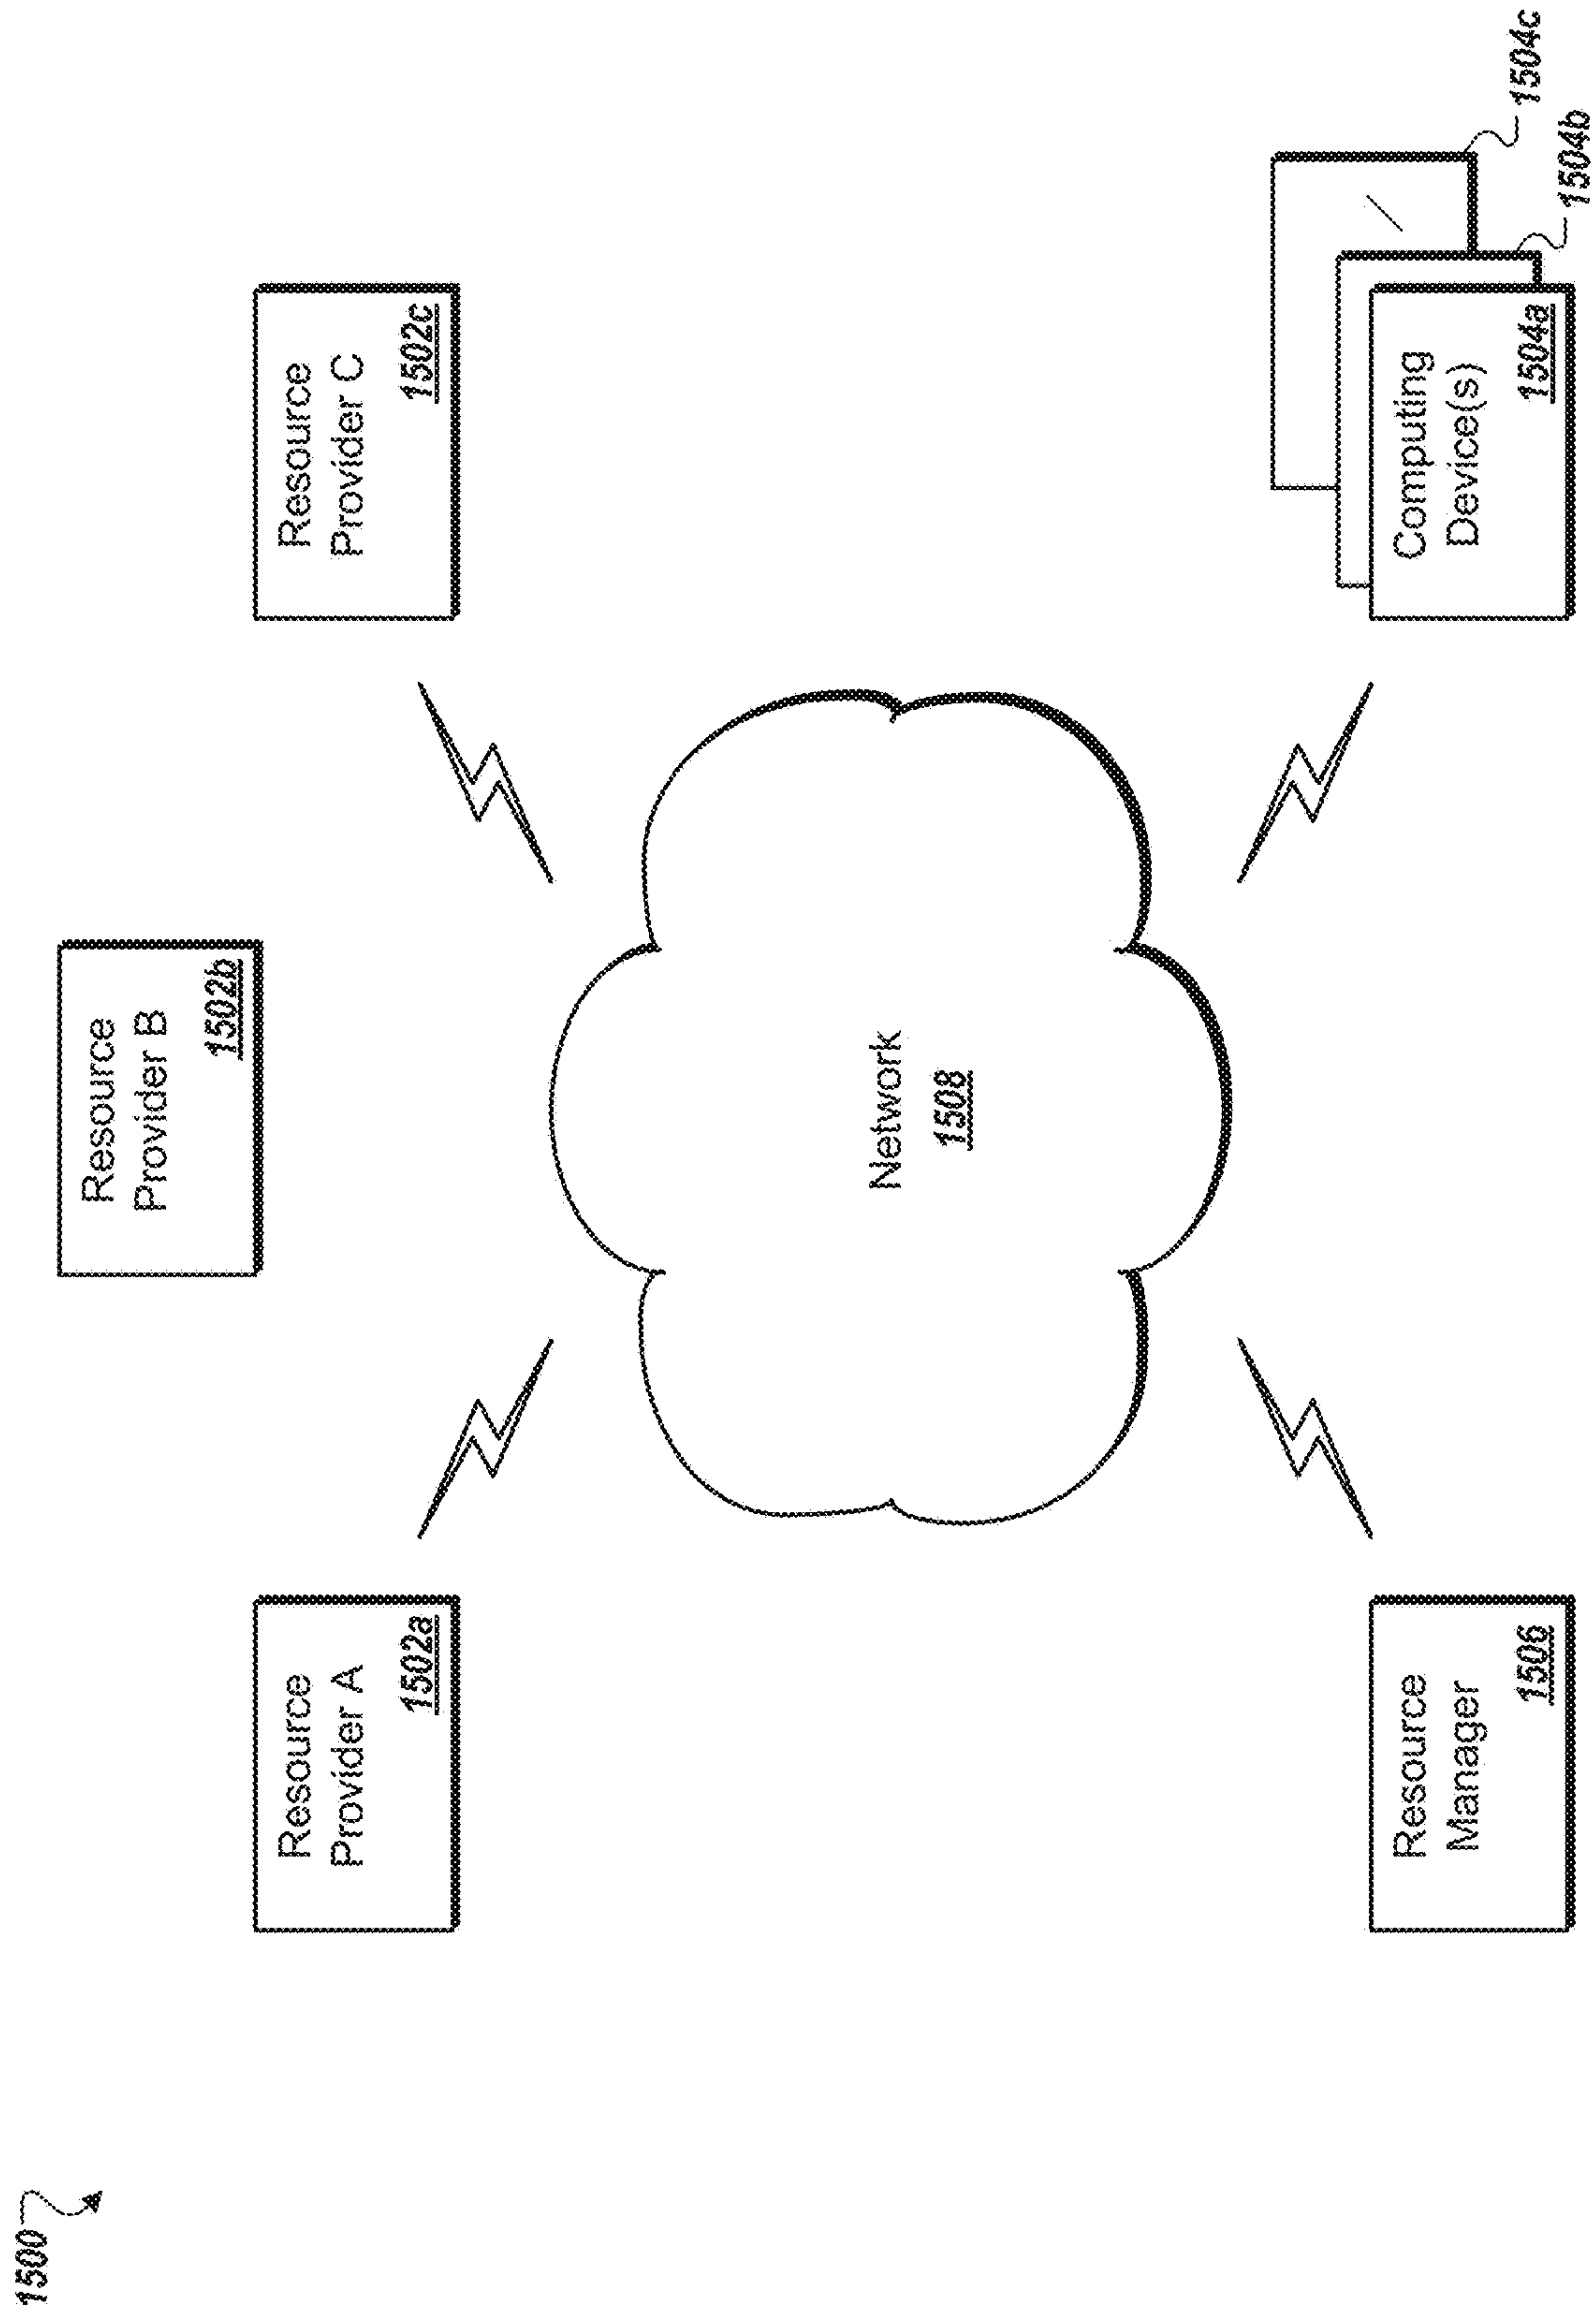 1500
Resource
Provider B
1502b
Resource
Provider A
1502a
Resource
Provider C
1502c
Network
1508
Resource
Manager
1506
Computing
Device(s)
1504a
1504b
1504c